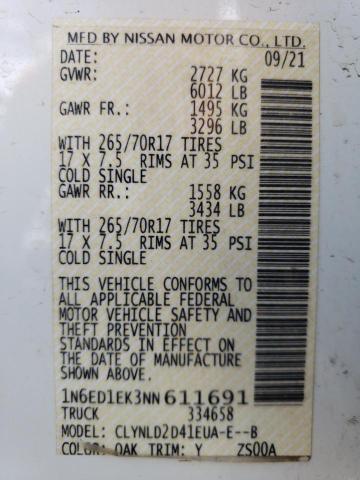 MFD BY NISSAN MOTOR CO., LTD.
DATE: 09/21
GVWR: 2727 KG
6012 LB
GAWR FR.: 1495 KG
3296 LB
WITH 265/70R17 TIRES
17 X 7.5 RIMS AT 35 PSI
COLD SINGLE
GAWR RR.: 1558 KG
3434 LB
WITH 265/70R17 TIRES
17 X 7.5 RIMS AT 35 PSI
COLD SINGLE
THIS VEHICLE CONFORMS TO
ALL APPLICABLE FEDERAL
MOTOR VEHICLE SAFETY AND
THEFT PREVENTION
STANDARDS IN EFFECT ON
THE DATE OF MANUFACTURE
SHOWN ABOVE.
1N6ED1EK3NN611691
TRUCK 334658
MODEL: CLYNLD2D41EUA-E--B
COLOR: QAK TRIM: Y ZS00A